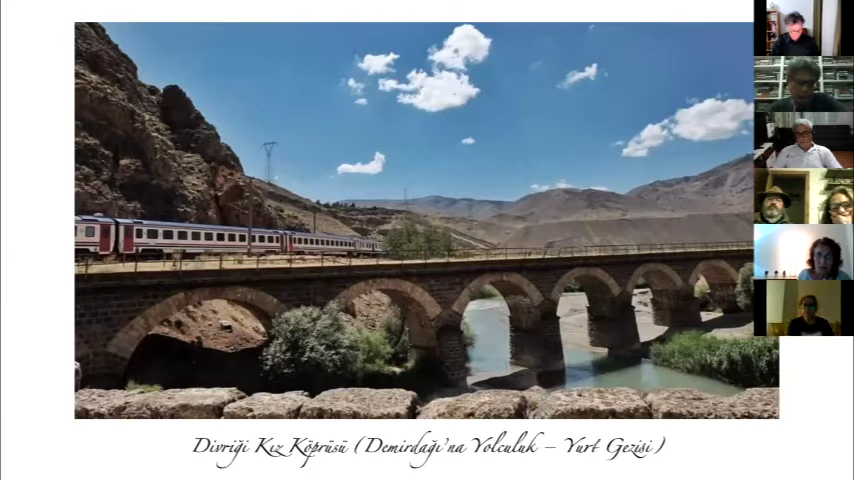 Divriği Kız Köprüsü (Demirdağı'na Yolculuk – Yurt Gezisi)